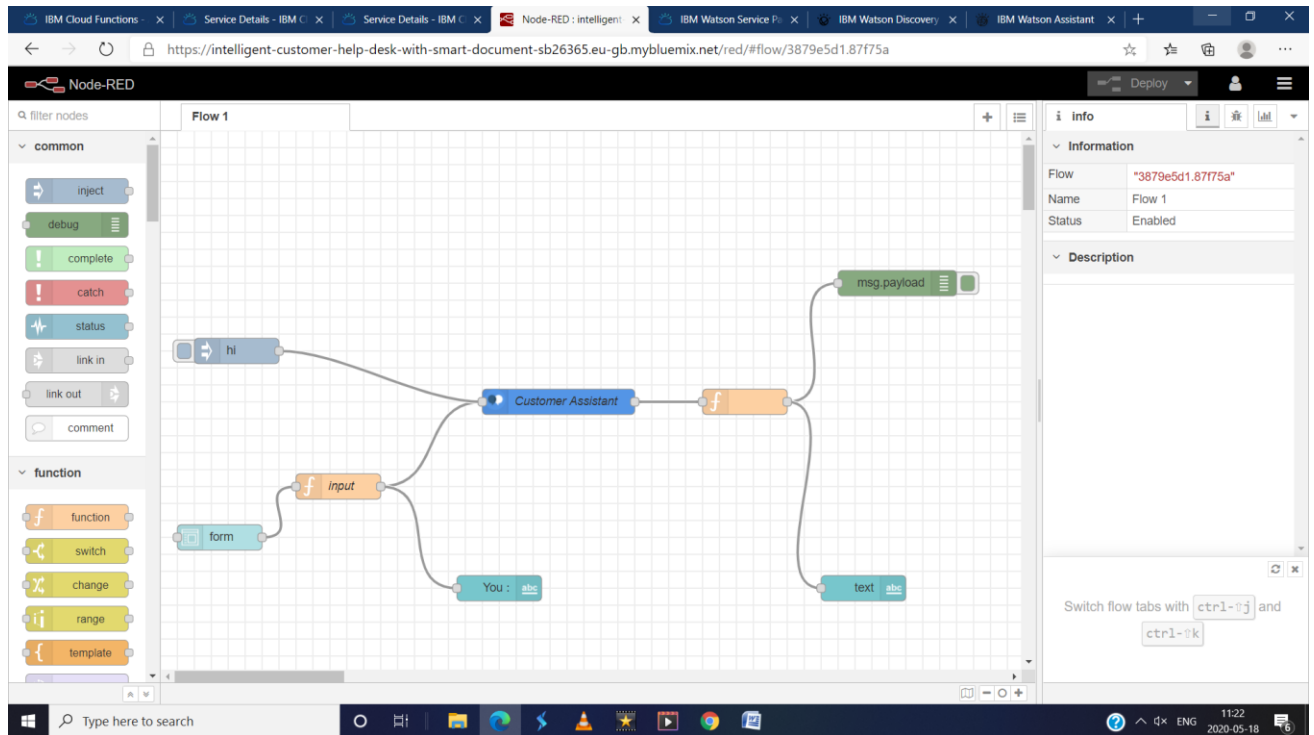 IBM Cloud Functions -
Service Details - IBM C
Service Details - IBM C
Node-RED : intelligent
IBM Watson Service Pa
IBM Watson Discovery
IBM Watson Assistant
https://intelligent-customer-help-desk-with-smart-document-sb26365.eu-gb.mybluemix.net/red/#flow/3879e5d1.87f75a
Node-RED
Deploy
filter nodes
Flow 1
i info
i
common
Information
inject
Flow "3879e5d1.87f75a"
debug
Name Flow 1
Status Enabled
complete
Description
catch
msg.payload
status
hi
link in
link out
Customer Assistant
f
comment
function
f input
f function
form
switch
change
You : abc
text abc
Switch flow tabs with ctrl-⇧j and
ctrl-⇧k
range
template
Type here to search
ENG
11:22
2020-05-18
6